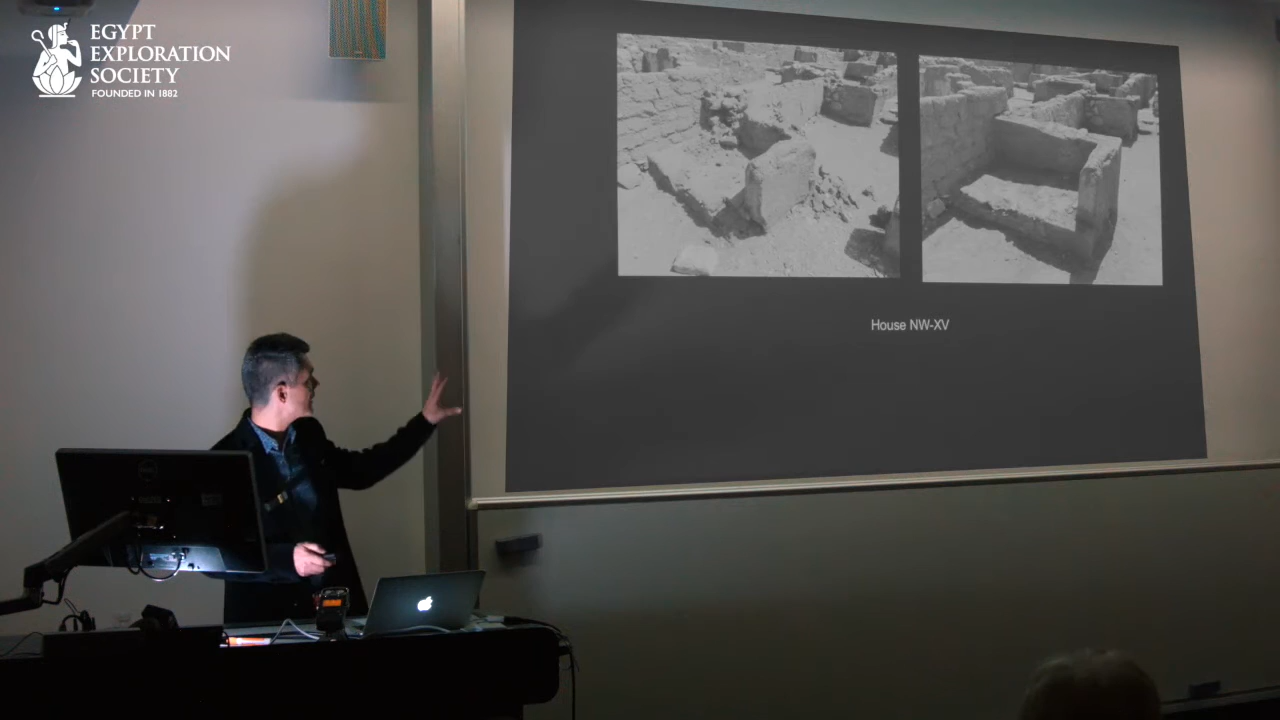 EGYPT
EXPLORATION
SOCIETY
FOUNDED IN 1882
House NW-XV